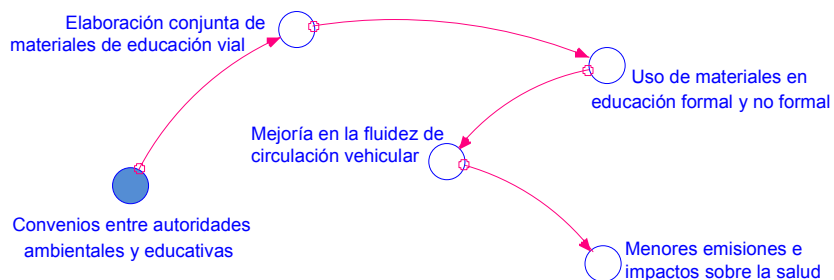 Elaboración conjunta de
materiales de educación vial
Uso de materiales en
educación formal y no formal
Mejoría en la fluidez de
circulación vehicular
Convenios entre autoridades
ambientales y educativas
Menores emisiones e
impactos sobre la salud